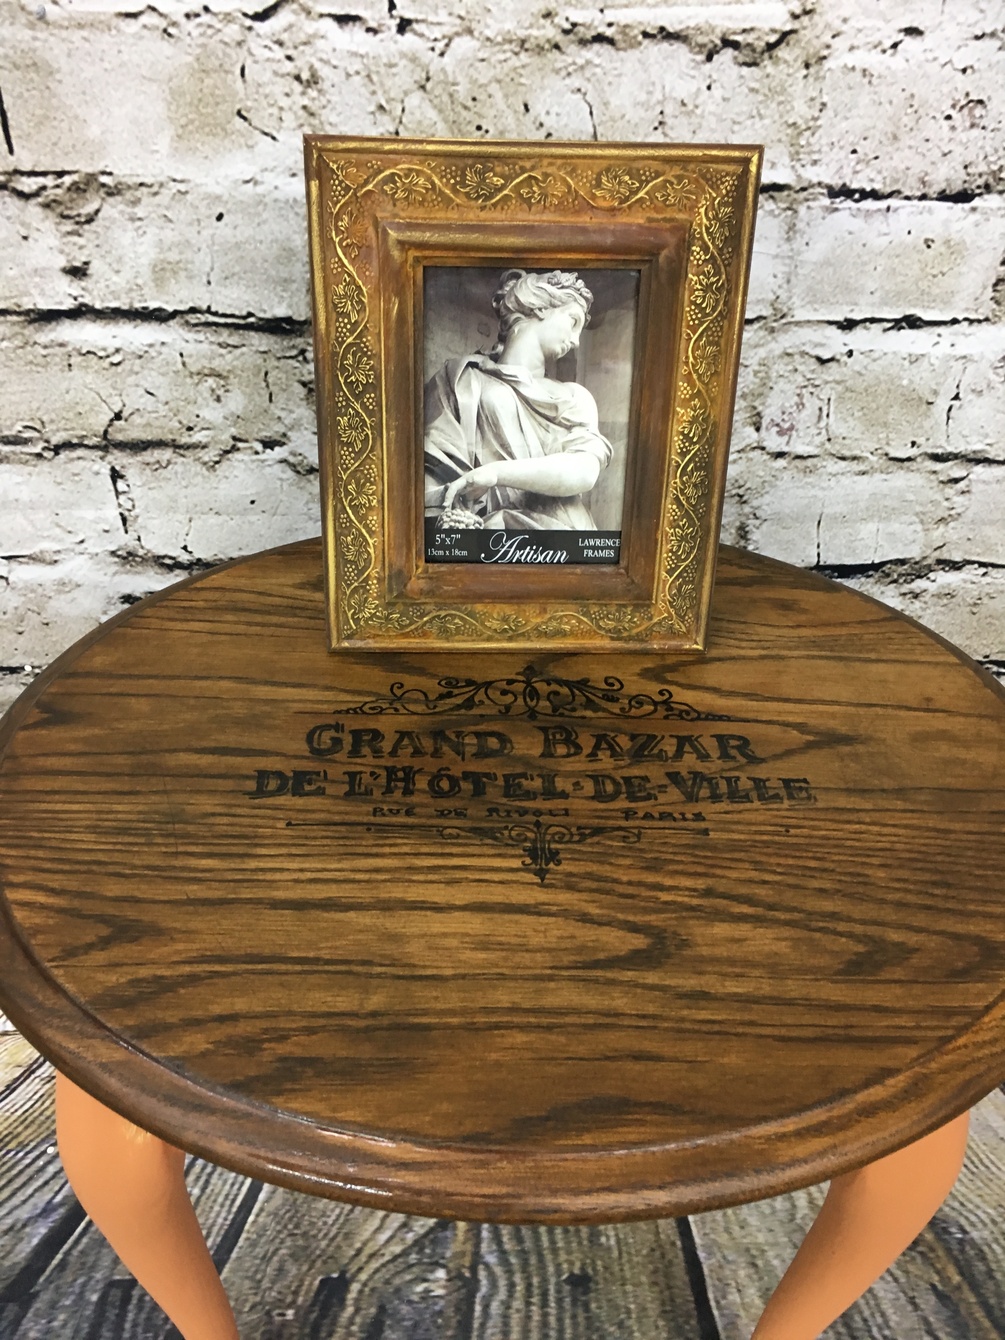 5"x7"
13cm x 18cm
Artisan
LAWRENCE
FRAMES
GRAND BAZAR
DE L'HÔTEL-DE-VILLE
RUE DE RIVOLI PARIS